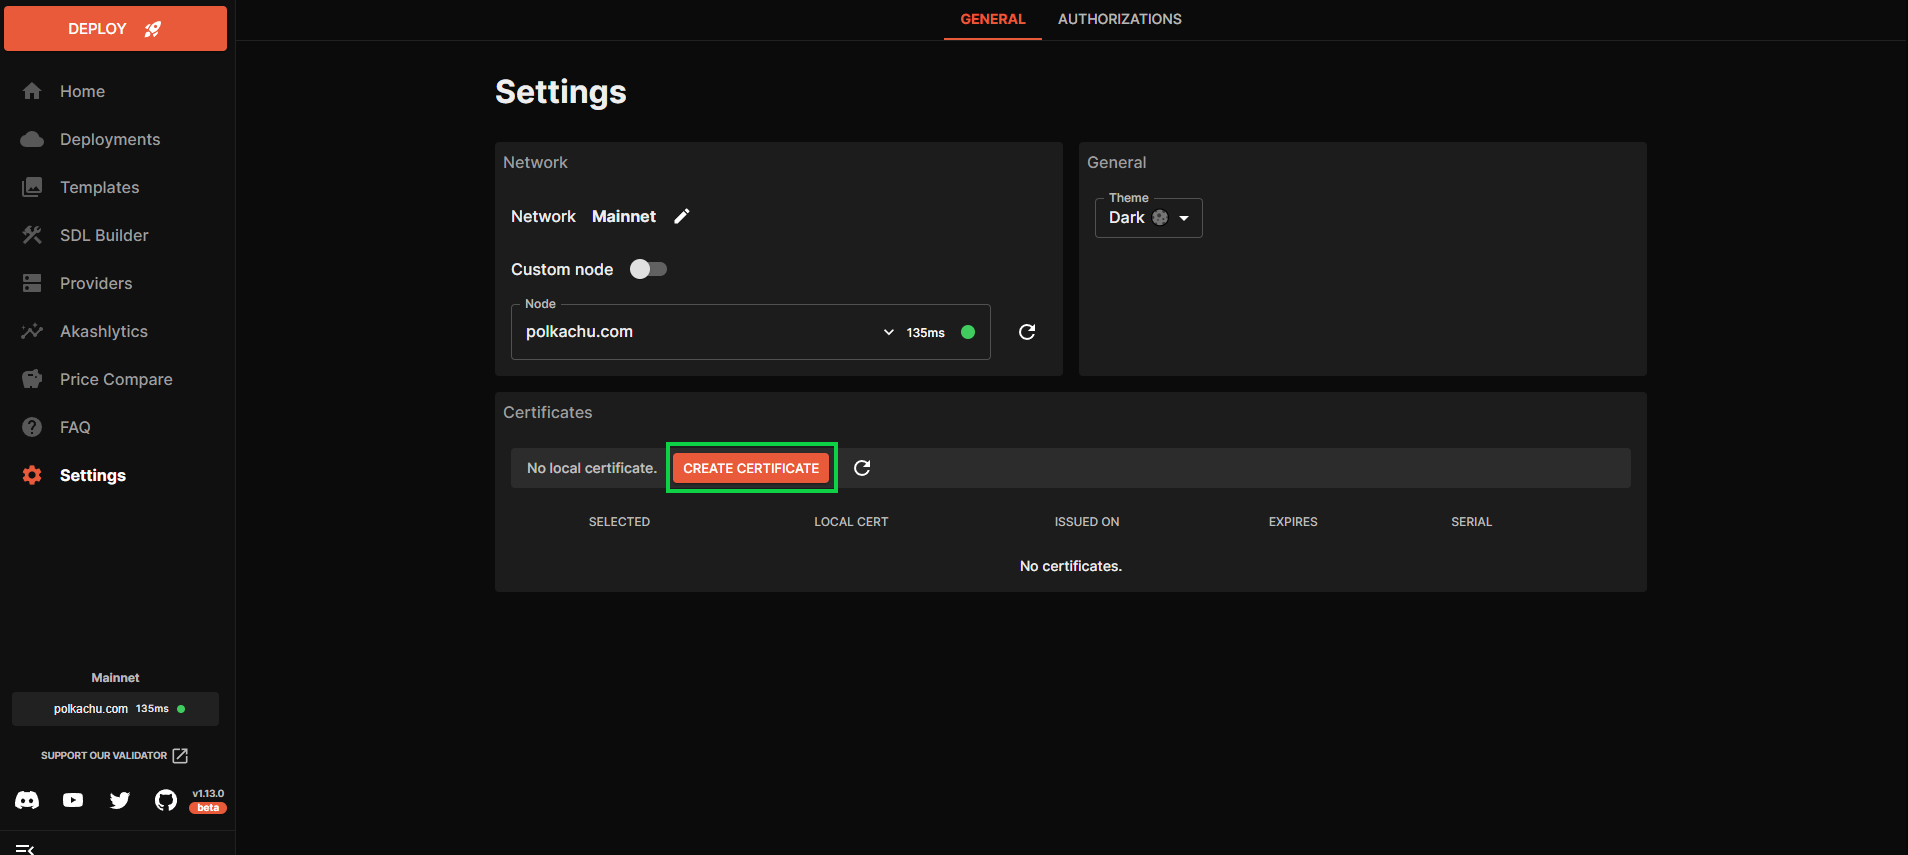 DEPLOY
Home
Deployments
Templates
SDL Builder
Providers
Akashlytics
Price Compare
FAQ
Settings
Mainnet
polkachu.com 135ms
SUPPORT OUR VALIDATOR
v1.13.0
beta
GENERAL AUTHORIZATIONS
Settings
Network
Network Mainnet
Custom node
Node
polkachu.com 135ms
General
Theme
Dark
Certificates
No local certificate. CREATE CERTIFICATE
SELECTED LOCAL CERT ISSUED ON EXPIRES SERIAL
No certificates.